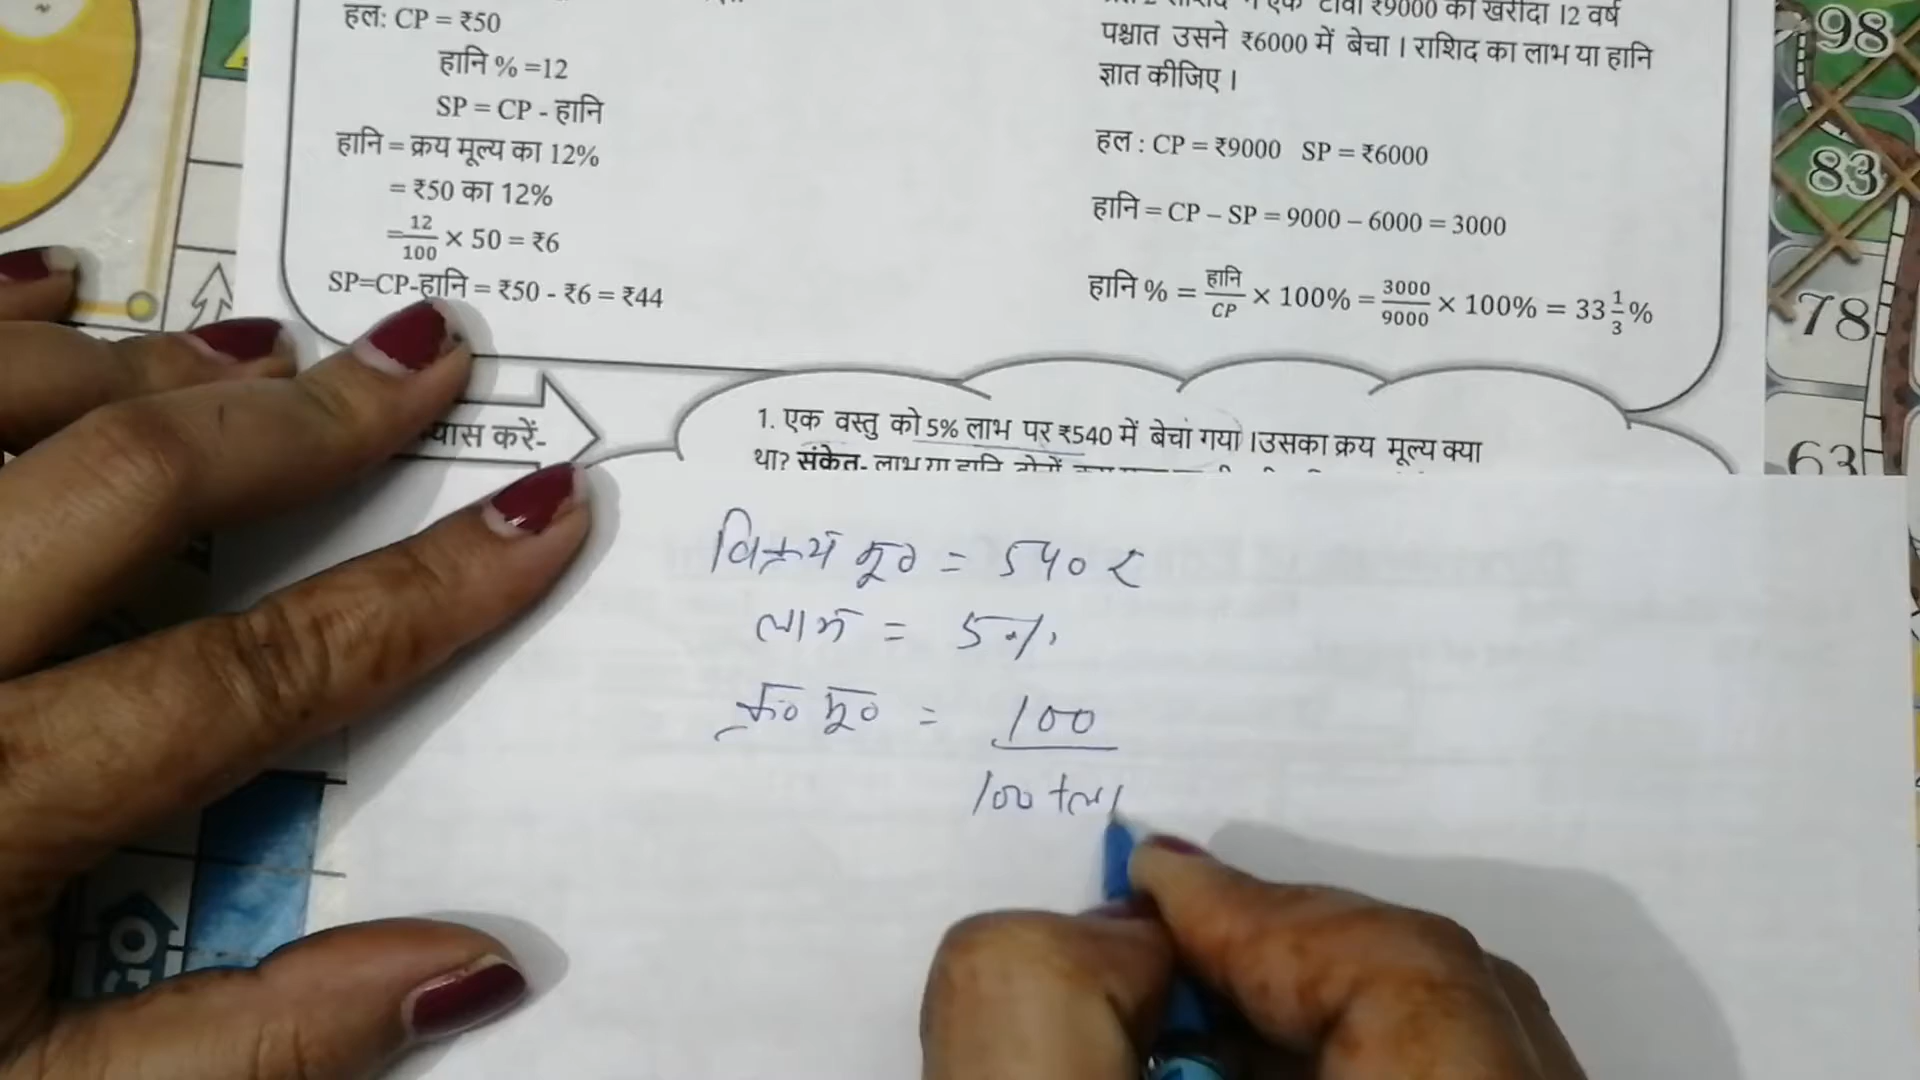 हल: CP = ₹50
हानि % =12
SP = CP - हानि
हानि = क्रय मूल्य का 12%
= ₹50 का 12%
=12/100 × 50 = ₹6
SP=CP-हानि = ₹50 - ₹6 = ₹44
₹9000 का खरीदा ।2 वर्ष
पश्चात उसने ₹6000 में बेचा । राशिद का लाभ या हानि
ज्ञात कीजिए ।
हल : CP = ₹9000 SP = ₹6000
हानि = CP – SP = 9000 – 6000 = 3000
हानि % = हानि/CP × 100% = 3000/9000 × 100% = 33 1/3 %
यास करें-
1. एक वस्तु को 5% लाभ पर ₹540 में बेचा गया ।उसका क्रय मूल्य क्या
था? संकेत- लाभ या हानि
विक्रय मू० = 540 ₹
लाभ = 5%
क्र० मू० = 100
100 + ला
98
83
78
63
GO